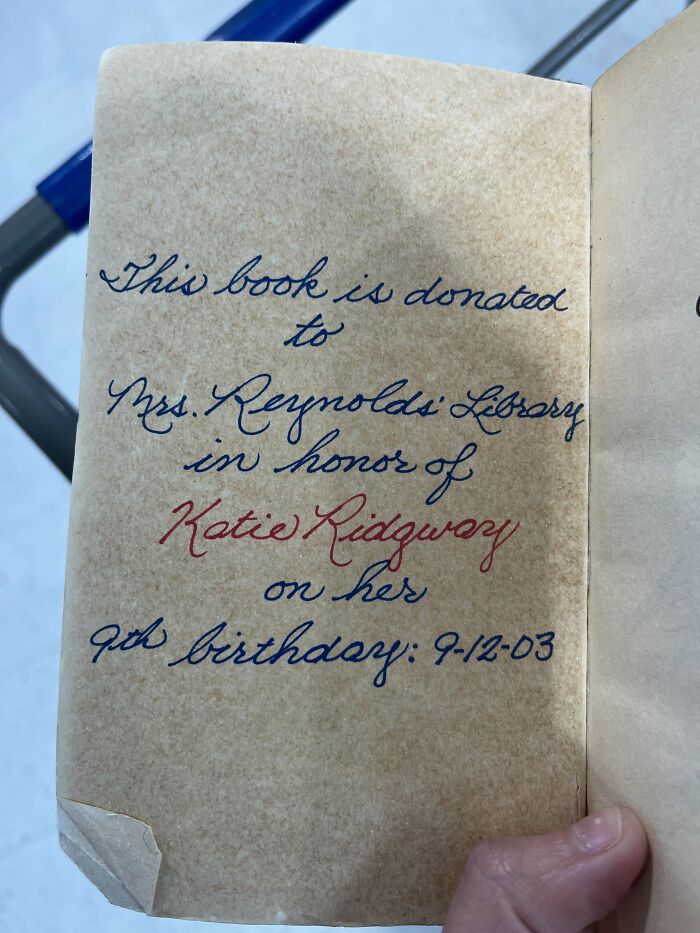 This book is donated
to
Mrs. Reynolds' Library
in honor of
Katie Ridgway
on her
9th birthday: 9-12-03